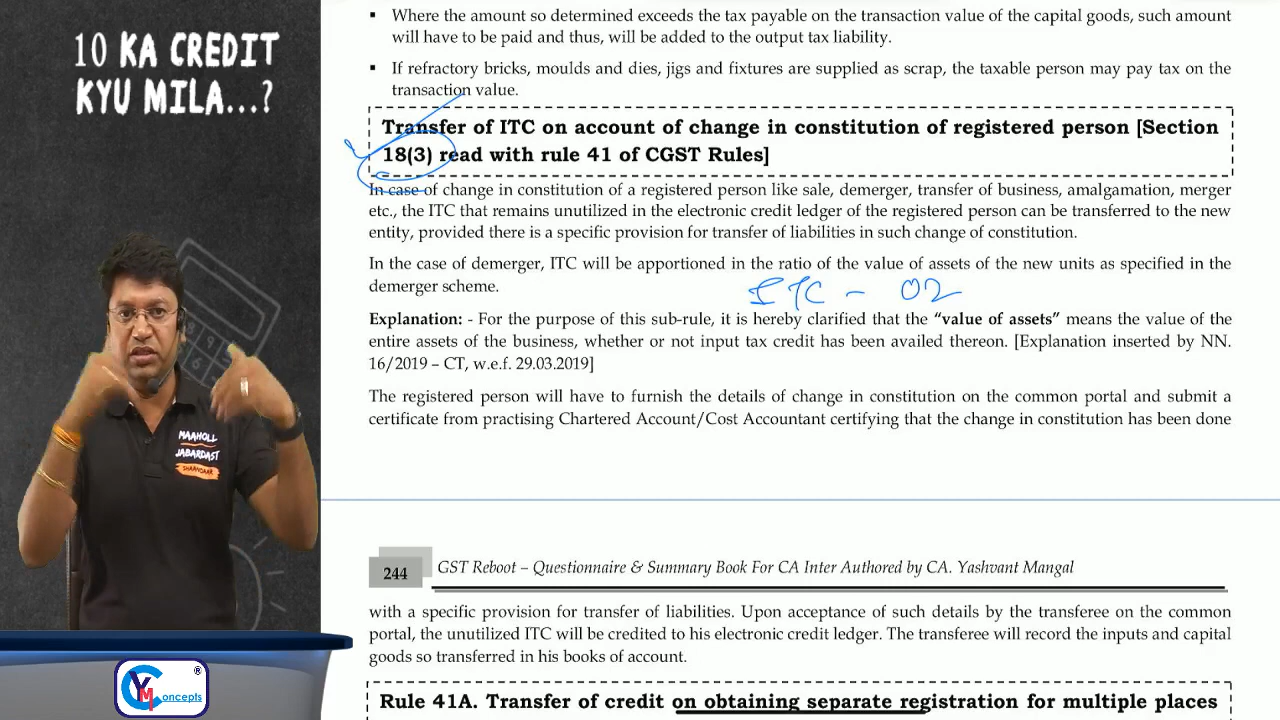 10 KA CREDIT
KYU MILA...?
▪ Where the amount so determined exceeds the tax payable on the transaction value of the capital goods, such amount
will have to be paid and thus, will be added to the output tax liability.
▪ If refractory bricks, moulds and dies, jigs and fixtures are supplied as scrap, the taxable person may pay tax on the
transaction value.
Transfer of ITC on account of change in constitution of registered person [Section
18(3) read with rule 41 of CGST Rules]
In case of change in constitution of a registered person like sale, demerger, transfer of business, amalgamation, merger
etc., the ITC that remains unutilized in the electronic credit ledger of the registered person can be transferred to the new
entity, provided there is a specific provision for transfer of liabilities in such change of constitution.
In the case of demerger, ITC will be apportioned in the ratio of the value of assets of the new units as specified in the
demerger scheme.
ITC - 02
Explanation: - For the purpose of this sub-rule, it is hereby clarified that the “value of assets” means the value of the
entire assets of the business, whether or not input tax credit has been availed thereon. [Explanation inserted by NN.
16/2019 – CT, w.e.f. 29.03.2019]
The registered person will have to furnish the details of change in constitution on the common portal and submit a
certificate from practising Chartered Account/Cost Accountant certifying that the change in constitution has been done
244 GST Reboot – Questionnaire & Summary Book For CA Inter Authored by CA. Yashvant Mangal
with a specific provision for transfer of liabilities. Upon acceptance of such details by the transferee on the common
portal, the unutilized ITC will be credited to his electronic credit ledger. The transferee will record the inputs and capital
goods so transferred in his books of account.
Rule 41A. Transfer of credit on obtaining separate registration for multiple places
MAAHOLL
JABARDAST
SHAANDAAR
YM Concepts ®